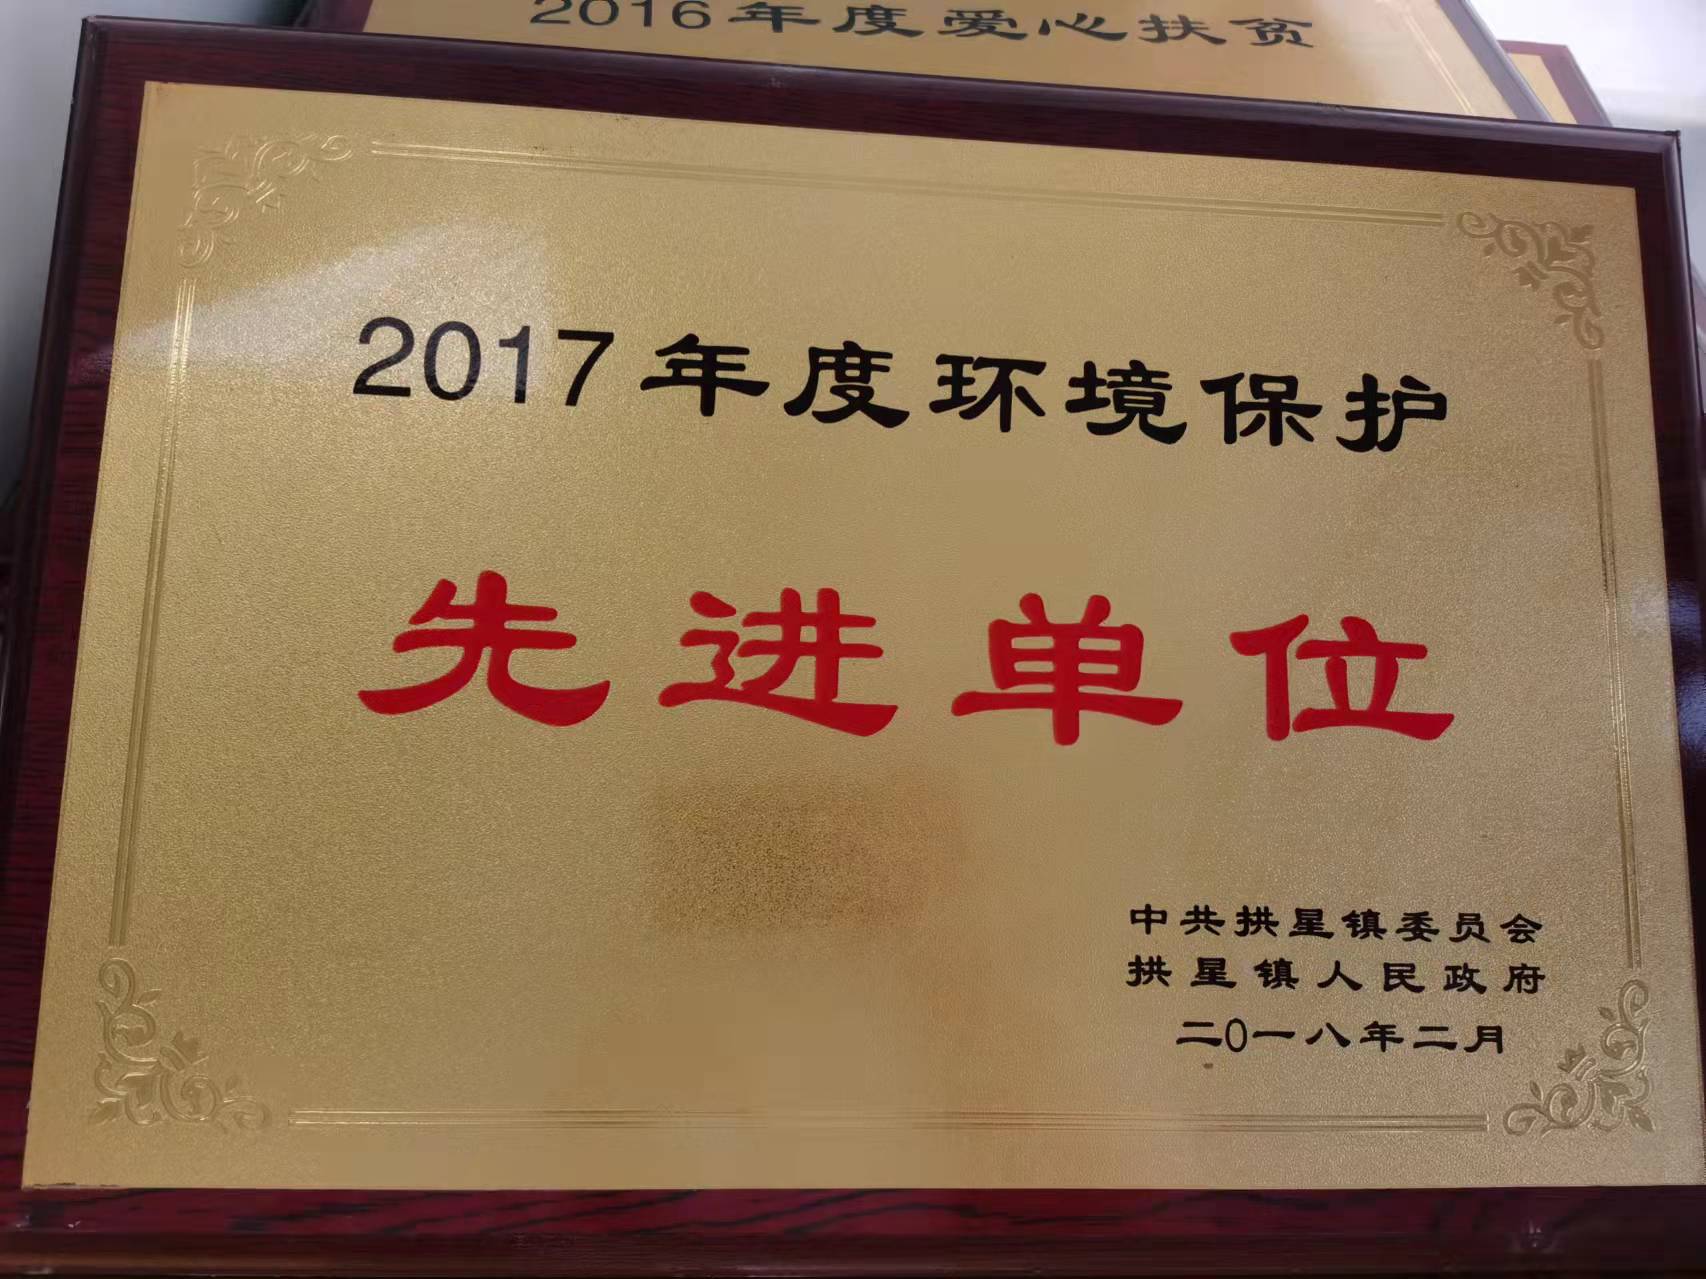 2016年度爱心扶贫
2017年度环境保护
先进单位
中共拱星镇委员会
拱星镇人民政府
二0一八年二月